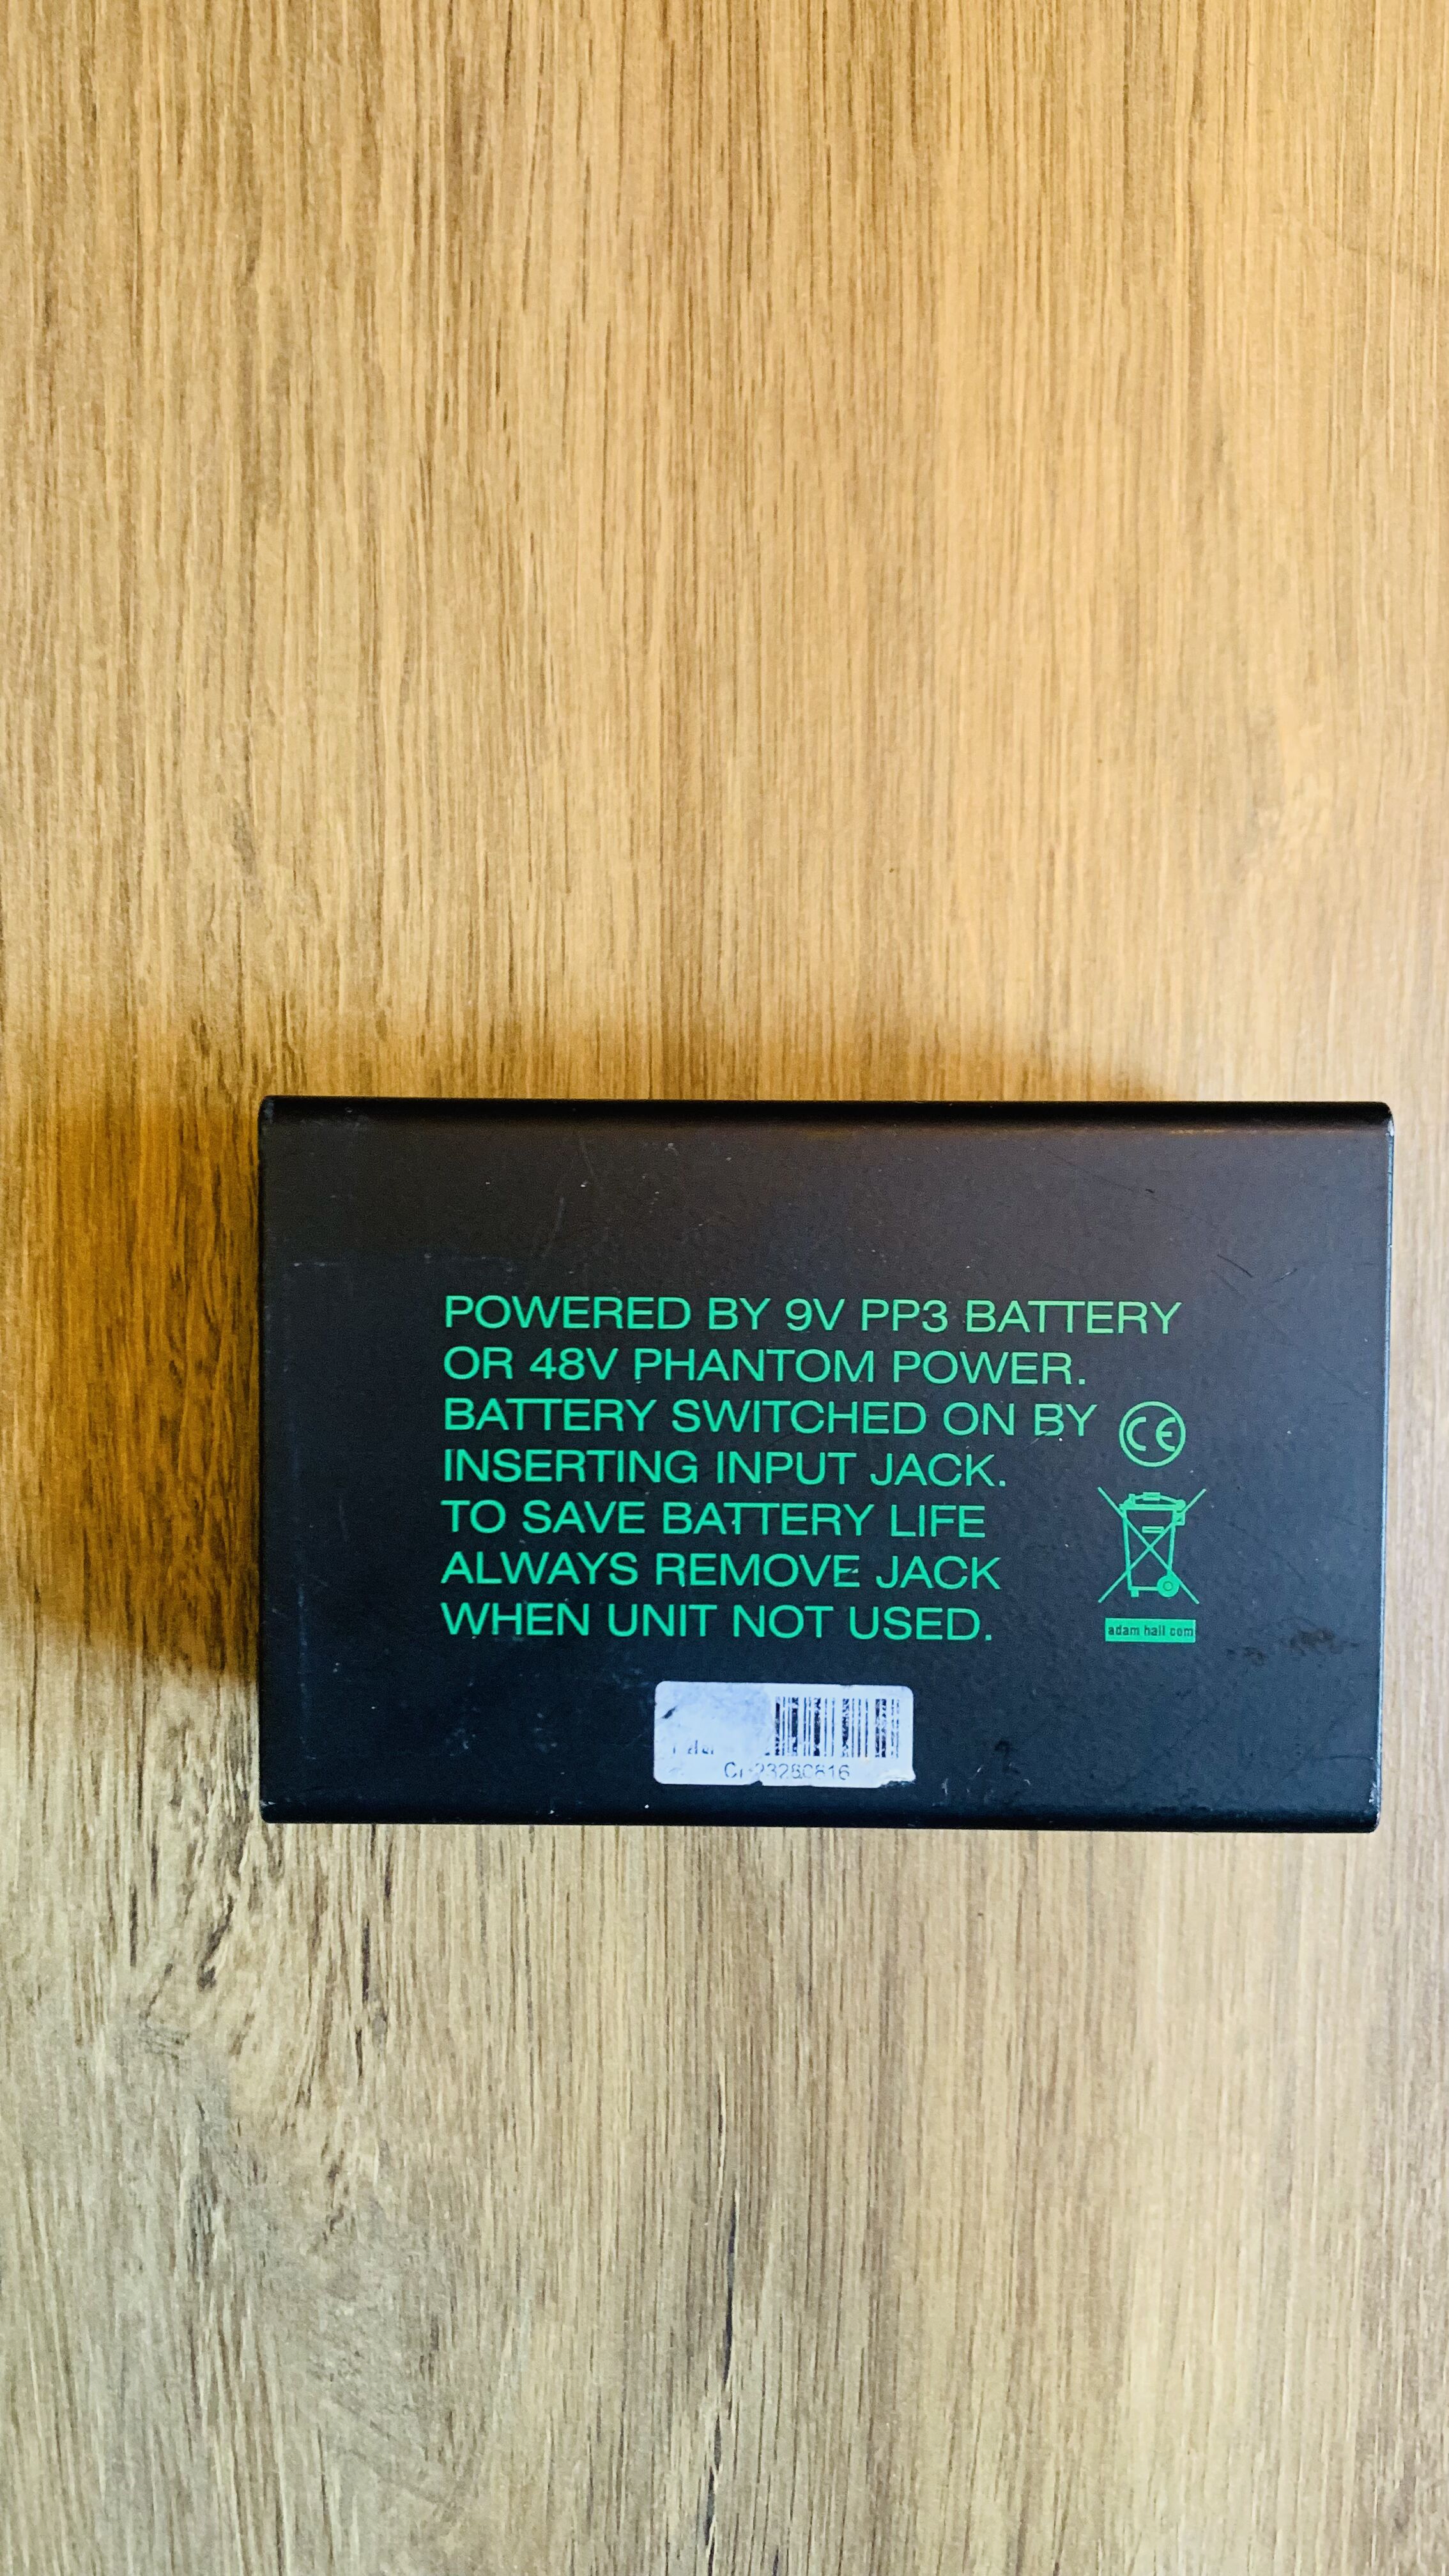 POWERED BY 9V PP3 BATTERY
OR 48V PHANTOM POWER.
BATTERY SWITCHED ON BY
INSERTING INPUT JACK.
TO SAVE BATTERY LIFE
ALWAYS REMOVE JACK
WHEN UNIT NOT USED.
CE
adam hall com